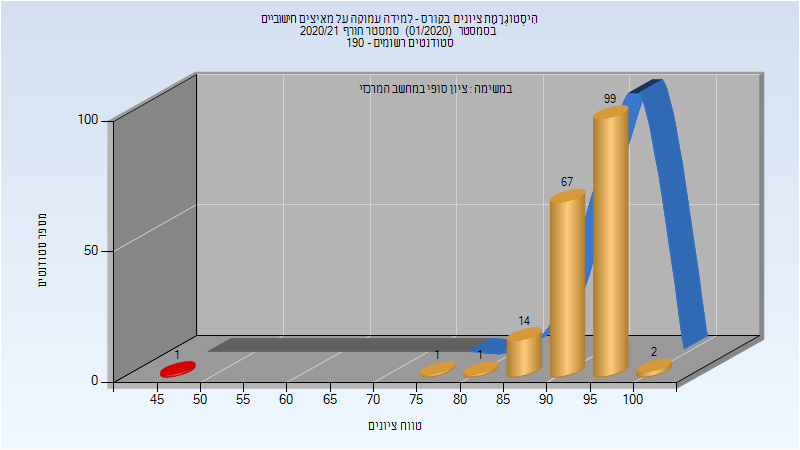 היסטוגרמת ציונים בקורס - למידה עמוקה על מאיצים חישוביים
בסמסטר (01/2020) סמסטר חורף 2020/21
סטודנטים רשומים - 190
במשימה : ציון סופי במחשב המרכזי
מספר סטודנטים
100
50
0
1
1
1
14
67
99
2
45 50 55 60 65 70 75 80 85 90 95 100
טווח ציונים